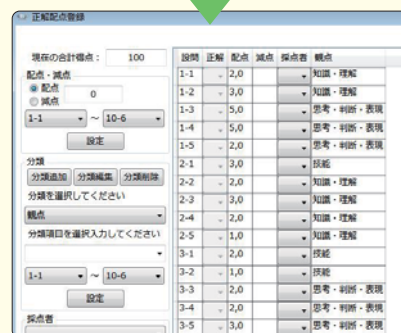 正解配点登録
現在の合計得点： 100
配点・減点
配点
減点
0
1-1 ～ 10-6
設定
分類
分類追加 分類編集 分類削除
分類を選択してください
観点
分類項目を選択入力してください
1-1 ～ 10-6
設定
採点者
設問 正解 配点 減点 採点者 観点
1-1 2,0 知識・理解
1-2 3,0 知識・理解
1-3 5,0 思考・判断・表現
1-4 5,0 思考・判断・表現
1-5 2,0 思考・判断・表現
2-1 3,0 技能
2-2 2,0 知識・理解
2-3 3,0 知識・理解
2-4 2,0 知識・理解
2-5 1,0 知識・理解
3-1 2,0 技能
3-2 1,0 技能
3-3 2,0 思考・判断・表現
3-4 2,0 思考・判断・表現
3-5 3,0 思考・判断・表現